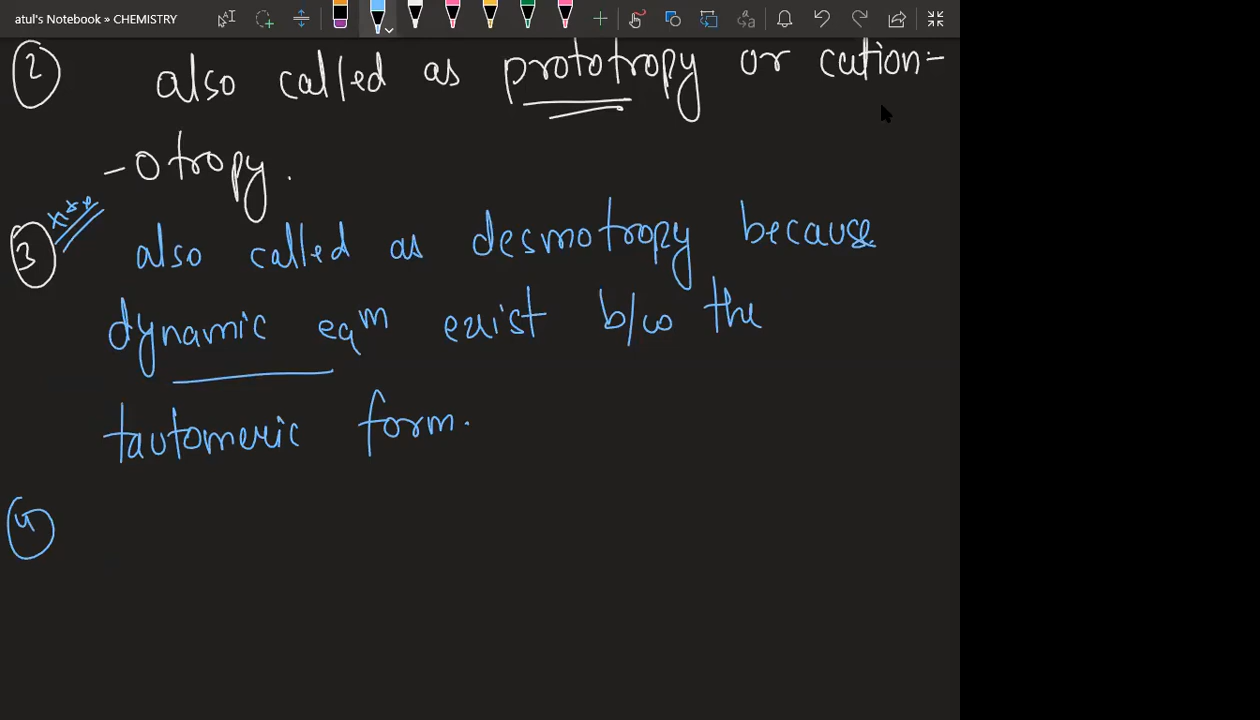 atul's Notebook » CHEMISTRY
2 also called as prototropy or cation-
-otropy.
3 also called as desmotropy because
dynamic eqm exist b/w the
tautomeric form.
4